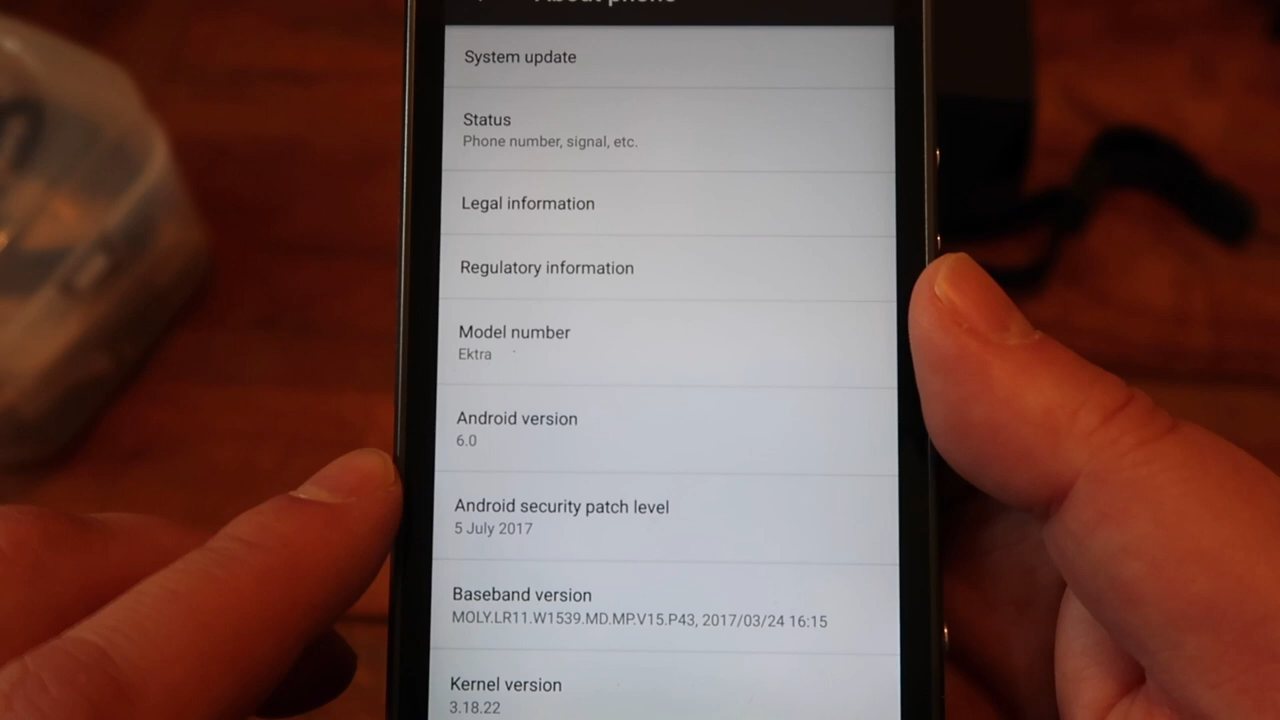 About phone
System update
Status
Phone number, signal, etc.
Legal information
Regulatory information
Model number
Ektra
Android version
6.0
Android security patch level
5 July 2017
Baseband version
MOLY.LR11.W1539.MD.MP.V15.P43, 2017/03/24 16:15
Kernel version
3.18.22